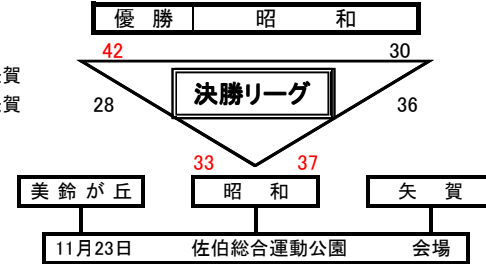 優 勝 昭 和
42 30
賀
賀 28 決勝リーグ 36
33 37
美 鈴 が 丘 昭 和 矢 賀
11月23日 佐伯総合運動公園 会場